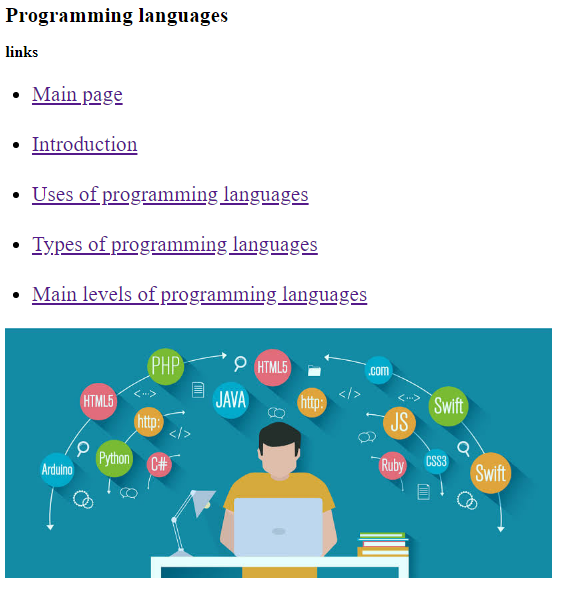 Programming languages
links
Main page
Introduction
Uses of programming languages
Types of programming languages
Main levels of programming languages
PHP
HTML5
.com
HTML5
JAVA
http:
Swift
http:
JS
Python
C#
Ruby
CSS3
Arduino
Swift
<···>
<···>
</>
</>